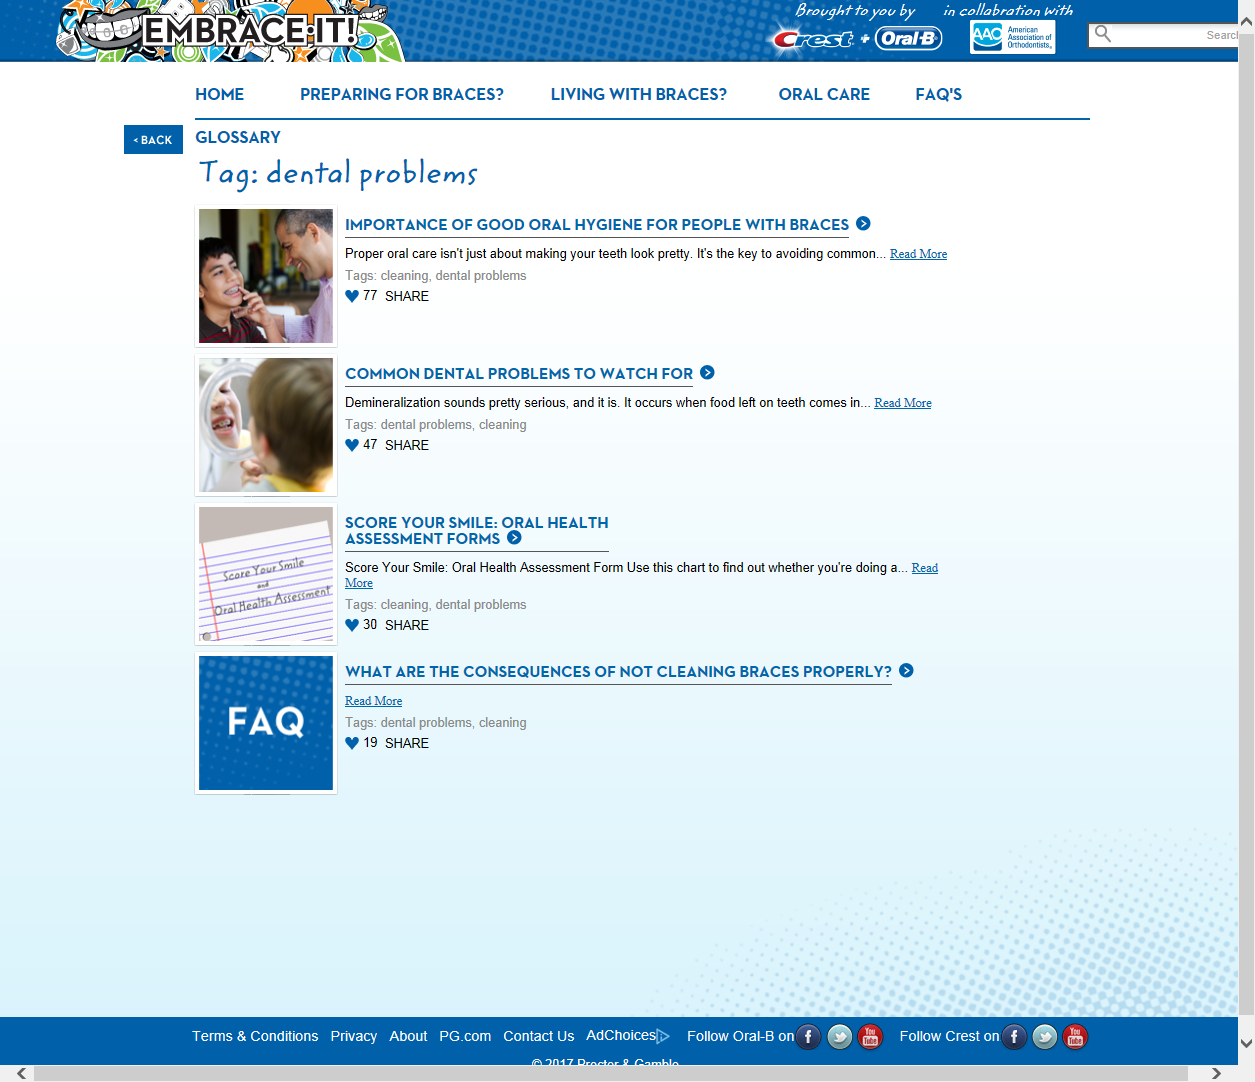 EMBRACE·IT!
Brought to you by in collabration with
Crest + Oral-B
AAO American Association of Orthodontists
HOME PREPARING FOR BRACES? LIVING WITH BRACES? ORAL CARE FAQ'S
< BACK GLOSSARY
Tag: dental problems
IMPORTANCE OF GOOD ORAL HYGIENE FOR PEOPLE WITH BRACES
Proper oral care isn't just about making your teeth look pretty. It's the key to avoiding common... Read More
Tags: cleaning, dental problems
77 SHARE
COMMON DENTAL PROBLEMS TO WATCH FOR
Demineralization sounds pretty serious, and it is. It occurs when food left on teeth comes in... Read More
Tags: dental problems, cleaning
47 SHARE
Score Your Smile
and
Oral Health Assessment
SCORE YOUR SMILE: ORAL HEALTH
ASSESSMENT FORMS
Score Your Smile: Oral Health Assessment Form Use this chart to find out whether you're doing a... Read
More
Tags: cleaning, dental problems
30 SHARE
FAQ
WHAT ARE THE CONSEQUENCES OF NOT CLEANING BRACES PROPERLY?
Read More
Tags: dental problems, cleaning
19 SHARE
Terms & Conditions Privacy About PG.com Contact Us AdChoices Follow Oral-B on f You Tube Follow Crest on f You Tube
© 2017 Procter & Gamble